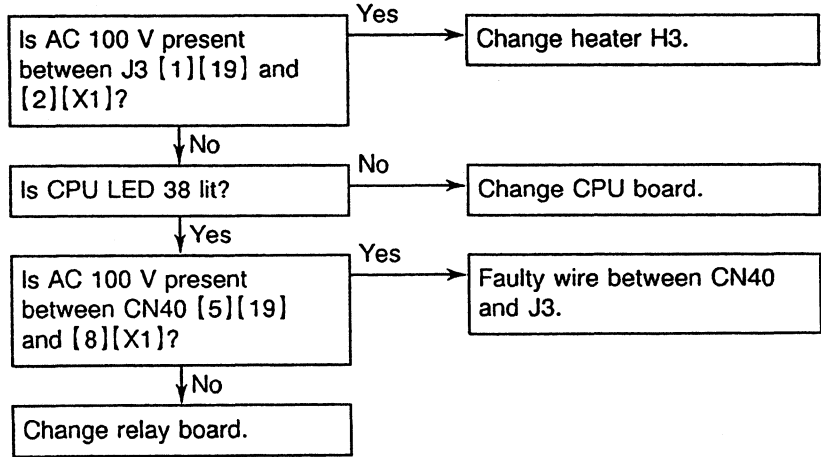 Is AC 100 V present
between J3 [1][19] and
[2][X1]?
Yes
Change heater H3.
No
Is CPU LED 38 lit?
No
Change CPU board.
Yes
Is AC 100 V present
between CN40 [5][19]
and [8][X1]?
Yes
Faulty wire between CN40
and J3.
No
Change relay board.